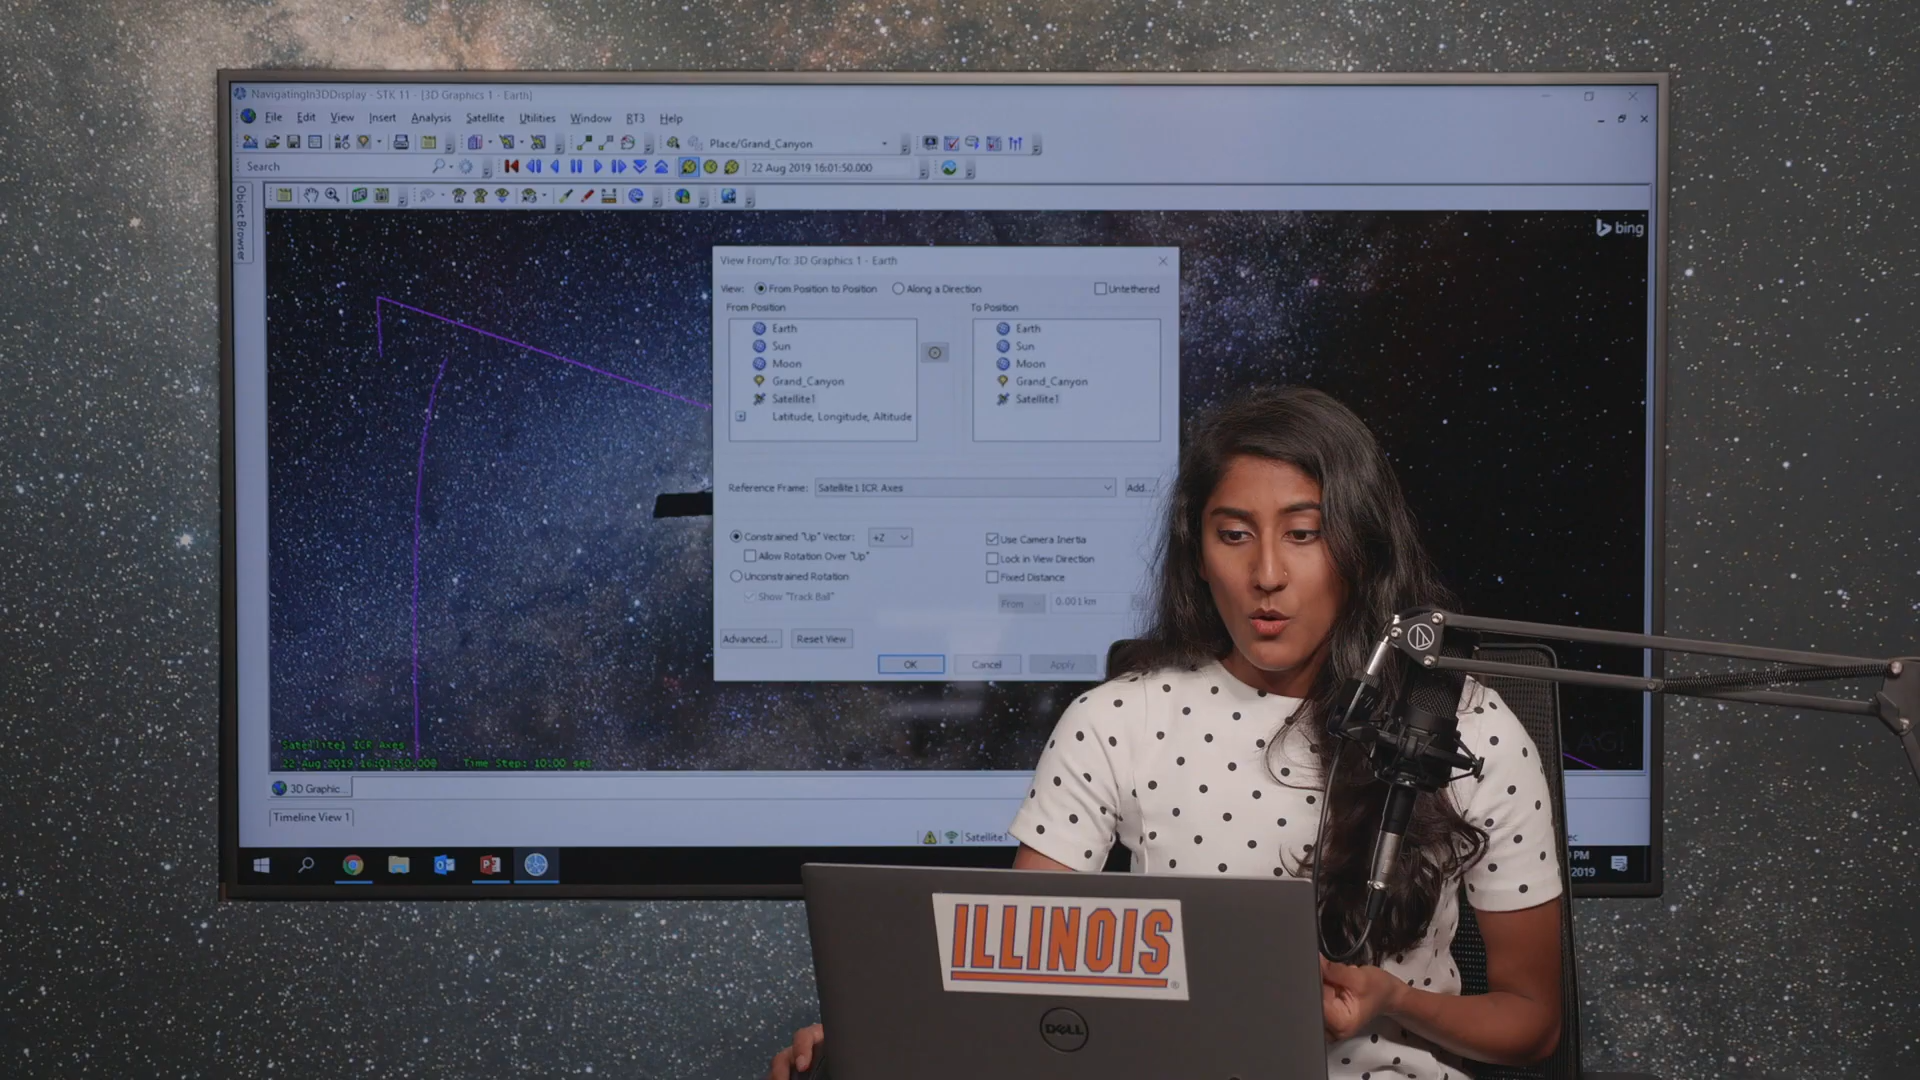 NavigatingIn3DDisplay - STK 11 - [3D Graphics 1 - Earth]
File Edit View Insert Analysis Satellite Utilities Window RT3 Help
Place/Grand_Canyon
Search
22 Aug 2019 16:01:50.000
Object Browser
bing
View From/To: 3D Graphics 1 - Earth
View: From Position to Position Along a Direction Untethered
From Position To Position
Earth Earth
Sun Sun
Moon Moon
Grand_Canyon Grand_Canyon
Satellite1 Satellite1
Latitude, Longitude, Altitude
Reference Frame: Satellite1 ICR Axes Add...
Constrained "Up" Vector: +Z Use Camera Inertia
Allow Rotation Over "Up" Lock in View Direction
Unconstrained Rotation Fixed Distance
Show "Track Ball" From 0.001 km
Advanced... Reset View
OK Cancel Apply
Satellite1 ICR Axes
22 Aug 2019 16:01:50.000 Time Step: 10.00 sec
AGI
3D Graphic...
Timeline View 1
Satellite1
PM
2019
ILLINOIS
®
DELL